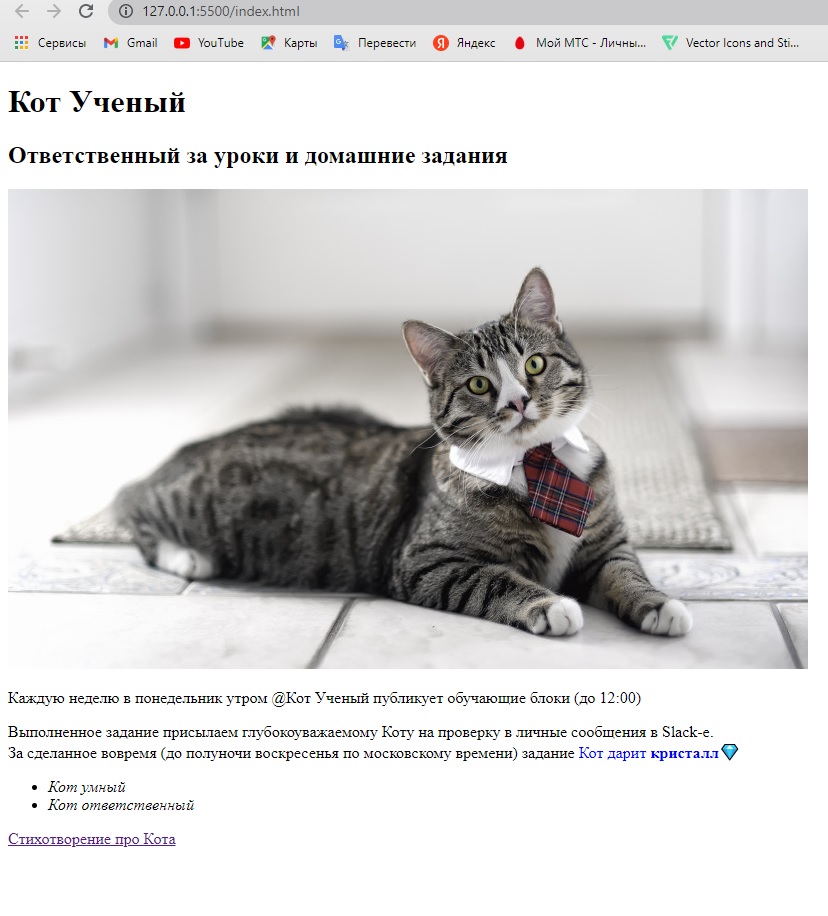 127.0.0.1:5500/index.html
Сервисы Gmail YouTube Карты Перевести Яндекс Мой МТС - Личны... Vector Icons and Sti...
Кот Ученый
Ответственный за уроки и домашние задания
Каждую неделю в понедельник утром @Кот Ученый публикует обучающие блоки (до 12:00)
Выполненное задание присылаем глубокоуважаемому Коту на проверку в личные сообщения в Slack-е.
За сделанное вовремя (до полуночи воскресенья по московскому времени) задание Кот дарит кристалл
Кот умный
Кот ответственный
Стихотворение про Кота